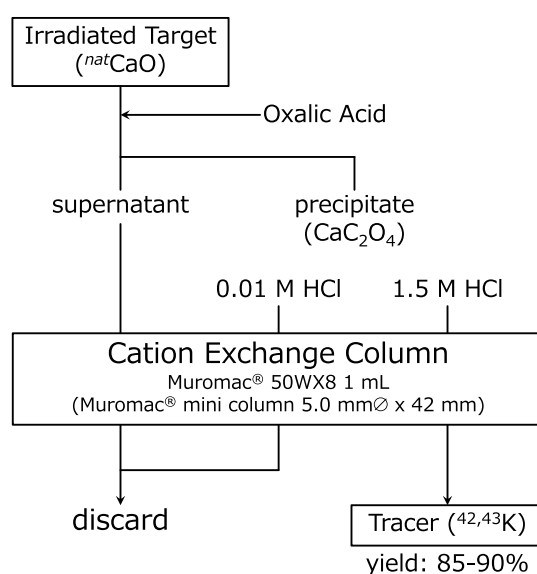 Irradiated Target
(ⁿᵃᵗCaO)
Oxalic Acid
supernatant
precipitate
(CaC₂O₄)
0.01 M HCl
1.5 M HCl
Cation Exchange Column
Muromac® 50WX8 1 mL
(Muromac® mini column 5.0 mm∅ x 42 mm)
discard
Tracer (⁴²,⁴³K)
yield: 85-90%